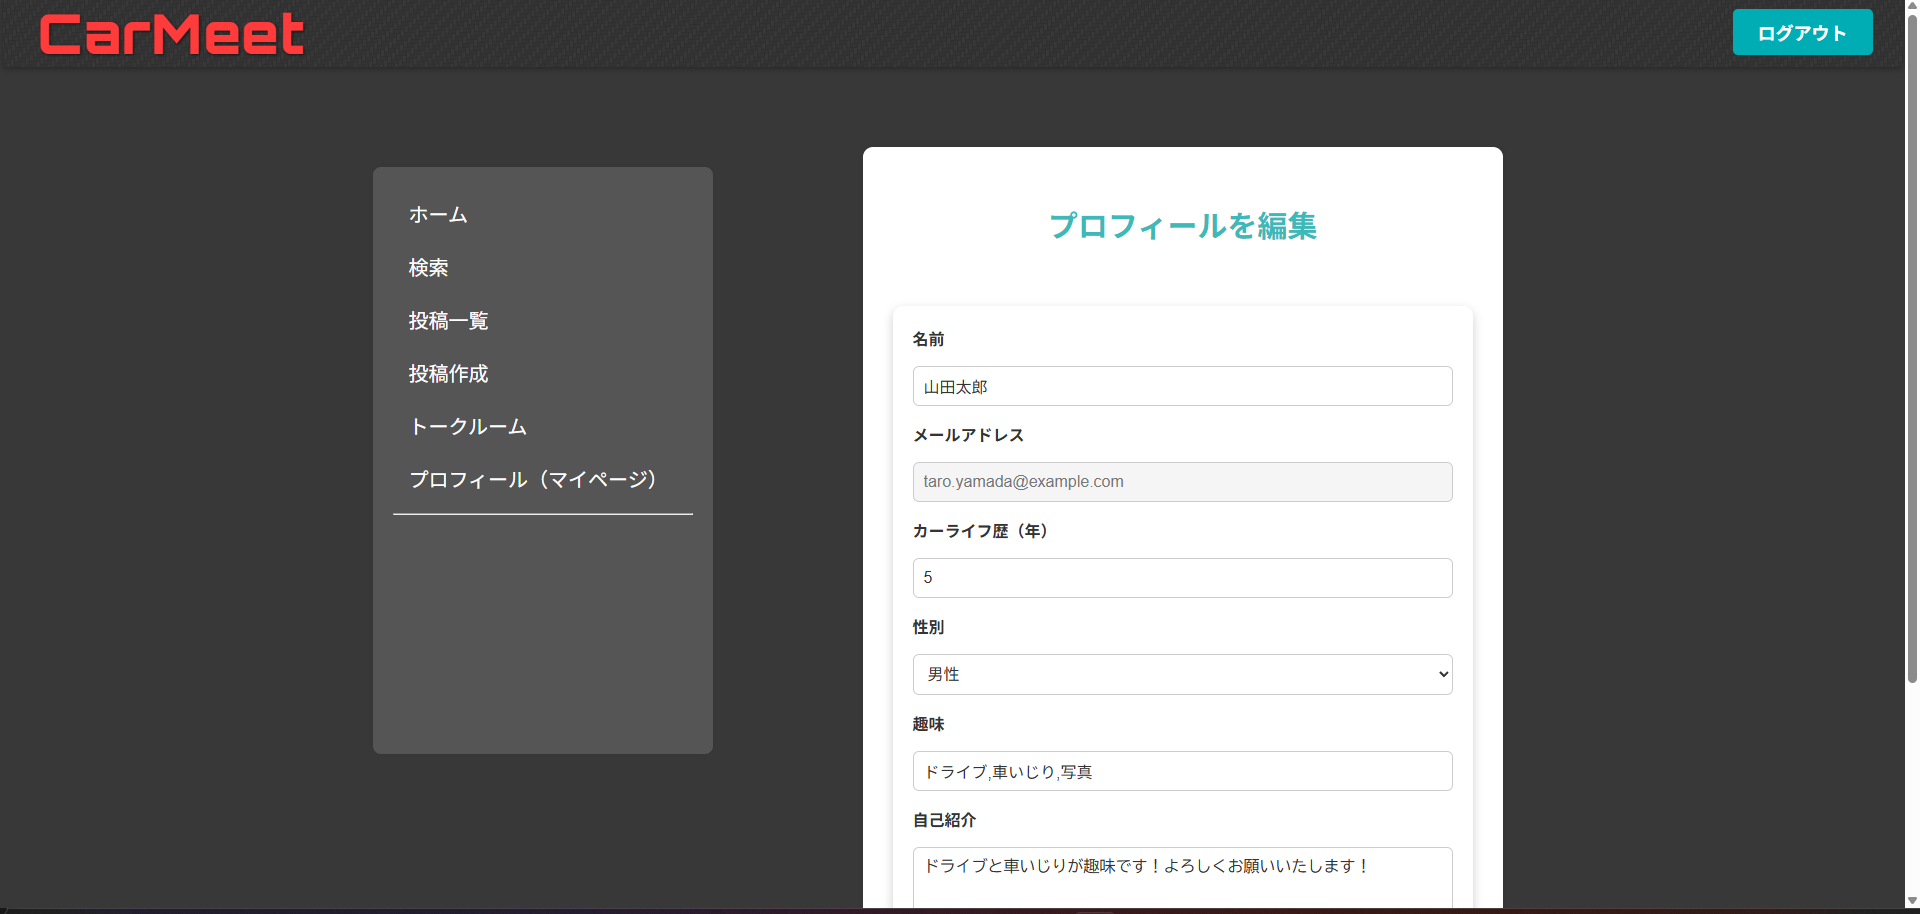 CarMeet
ログアウト
ホーム
検索
投稿一覧
投稿作成
トークルーム
プロフィール（マイページ）
プロフィールを編集
名前
山田太郎
メールアドレス
taro.yamada@example.com
カーライフ歴（年）
5
性別
男性
趣味
ドライブ,車いじり,写真
自己紹介
ドライブと車いじりが趣味です！よろしくお願いいたします！